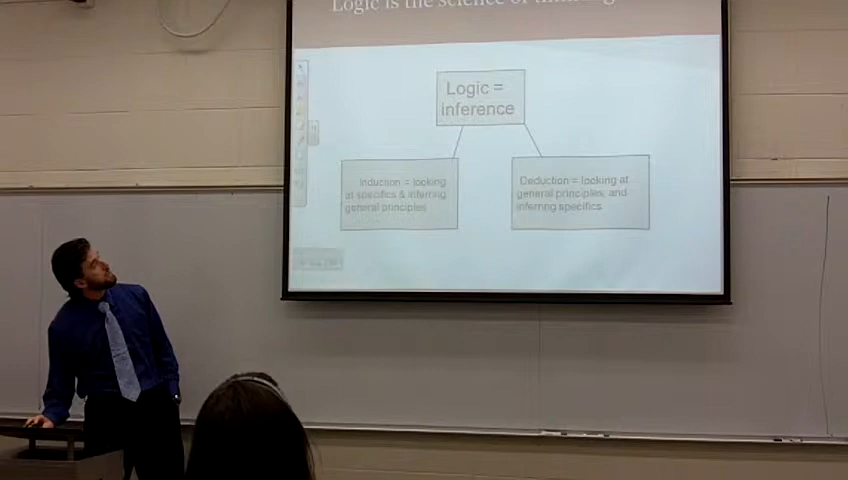 Logic is the science of thinking
Logic =
inference
Induction = looking
at specifics & inferring
general principles
Deduction = looking at
general principles, and
inferring specifics